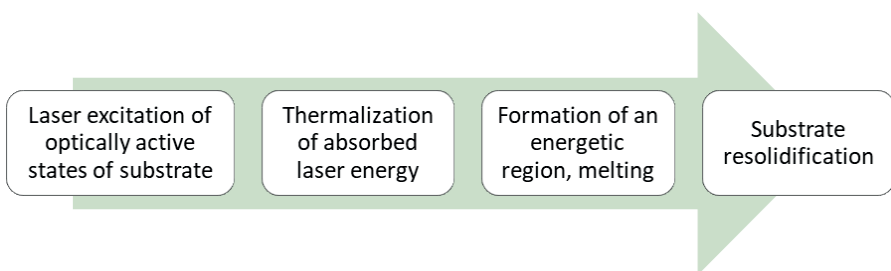 Laser excitation of
optically active
states of substrate
Thermalization
of absorbed
laser energy
Formation of an
energetic
region, melting
Substrate
resolidification